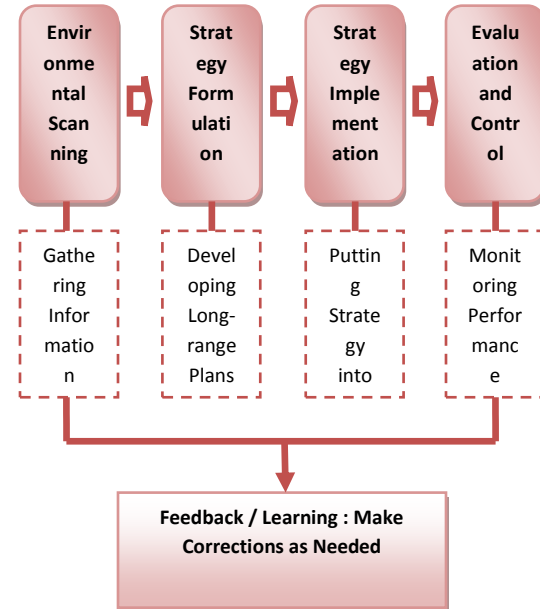 Envir
onme
ntal
Scan
ning
Strat
egy
Form
ulati
on
Strat
egy
Imple
ment
ation
Evalu
ation
and
Contr
ol
Gathe
ring
Infor
matio
n
Devel
oping
Long-
range
Plans
Puttin
g
Strate
gy
into
Monit
oring
Perfor
manc
e
Feedback / Learning : Make
Corrections as Needed